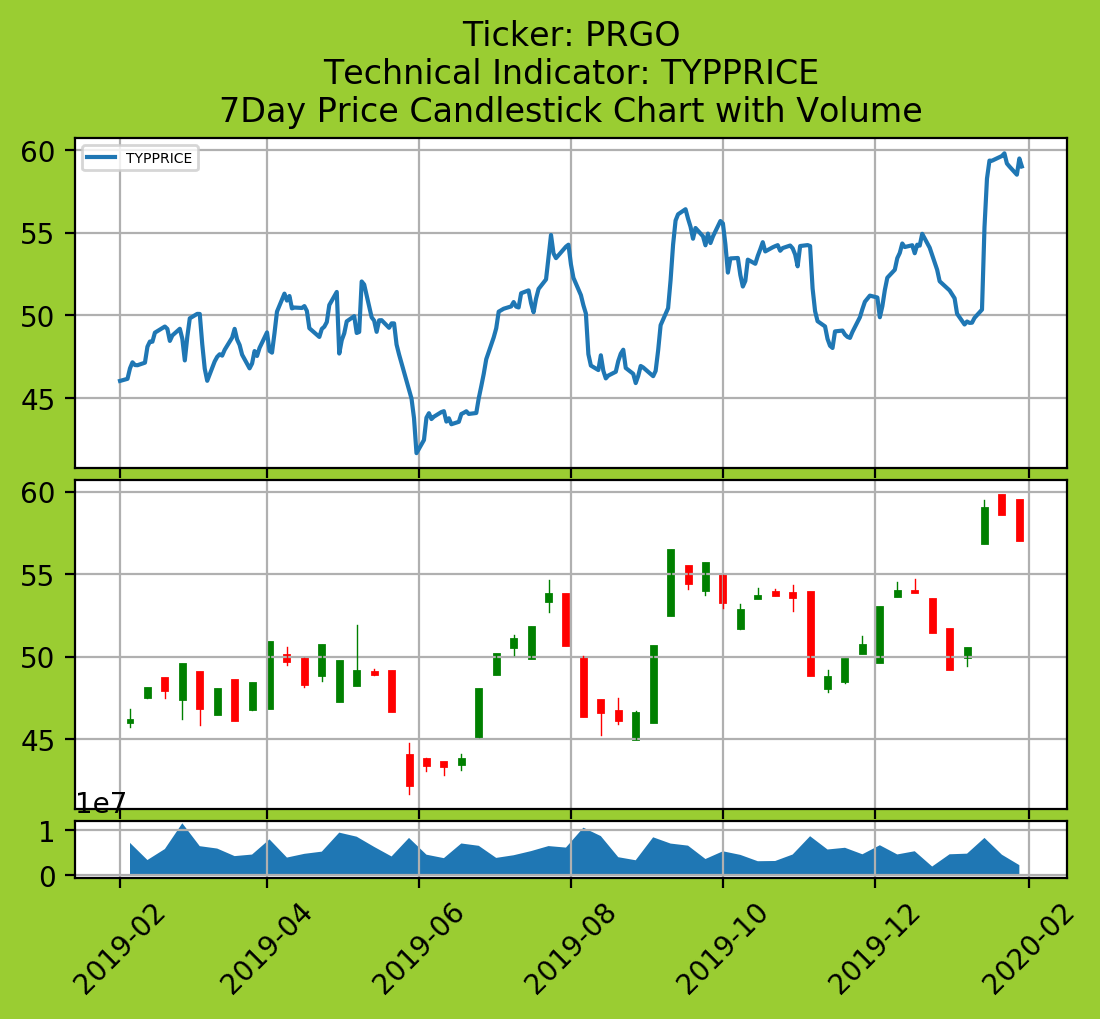 Ticker: PRGO
Technical Indicator: TYPPRICE
7Day Price Candlestick Chart with Volume
TYPPRICE
60
55
50
45
60
55
50
45
1e7
1
0
2019-02 2019-04 2019-06 2019-08 2019-10 2019-12 2020-02